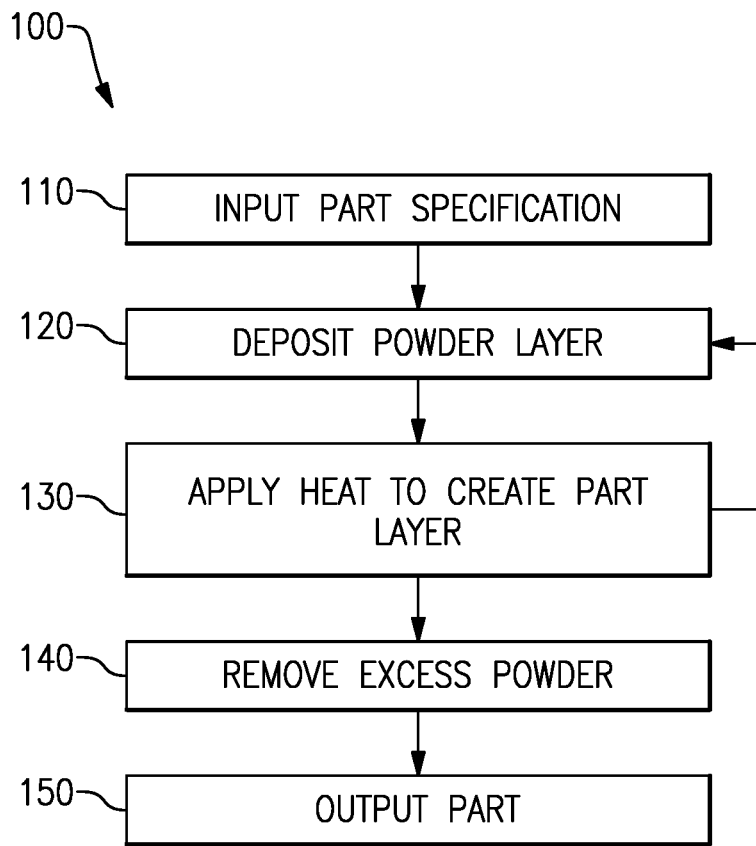 100
110
INPUT PART SPECIFICATION
120
DEPOSIT POWDER LAYER
130
APPLY HEAT TO CREATE PART
LAYER
140
REMOVE EXCESS POWDER
150
OUTPUT PART